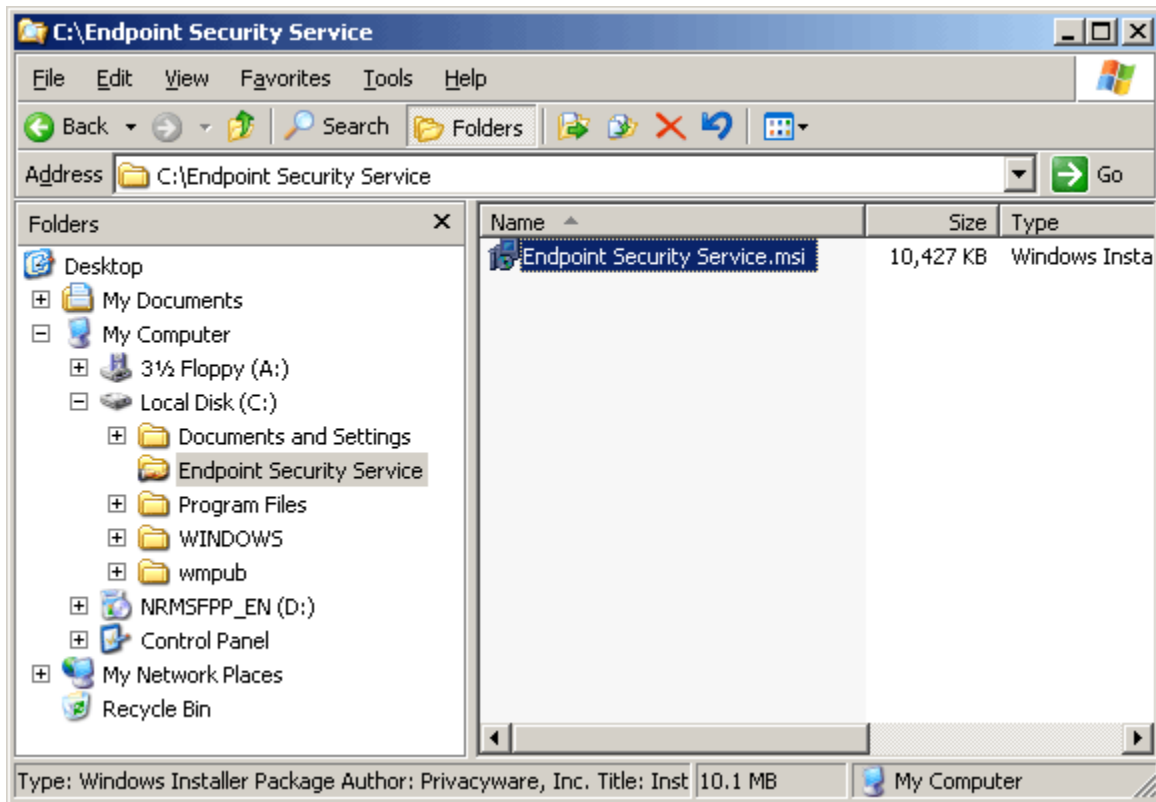 C:\Endpoint Security Service
File Edit View Favorites Tools Help
Back Search Folders
Address C:\Endpoint Security Service Go
Folders
Name Size Type
Endpoint Security Service.msi 10,427 KB Windows Insta
Desktop
My Documents
My Computer
3½ Floppy (A:)
Local Disk (C:)
Documents and Settings
Endpoint Security Service
Program Files
WINDOWS
wmpub
NRMSFPP_EN (D:)
Control Panel
My Network Places
Recycle Bin
Type: Windows Installer Package Author: Privacyware, Inc. Title: Inst 10.1 MB My Computer